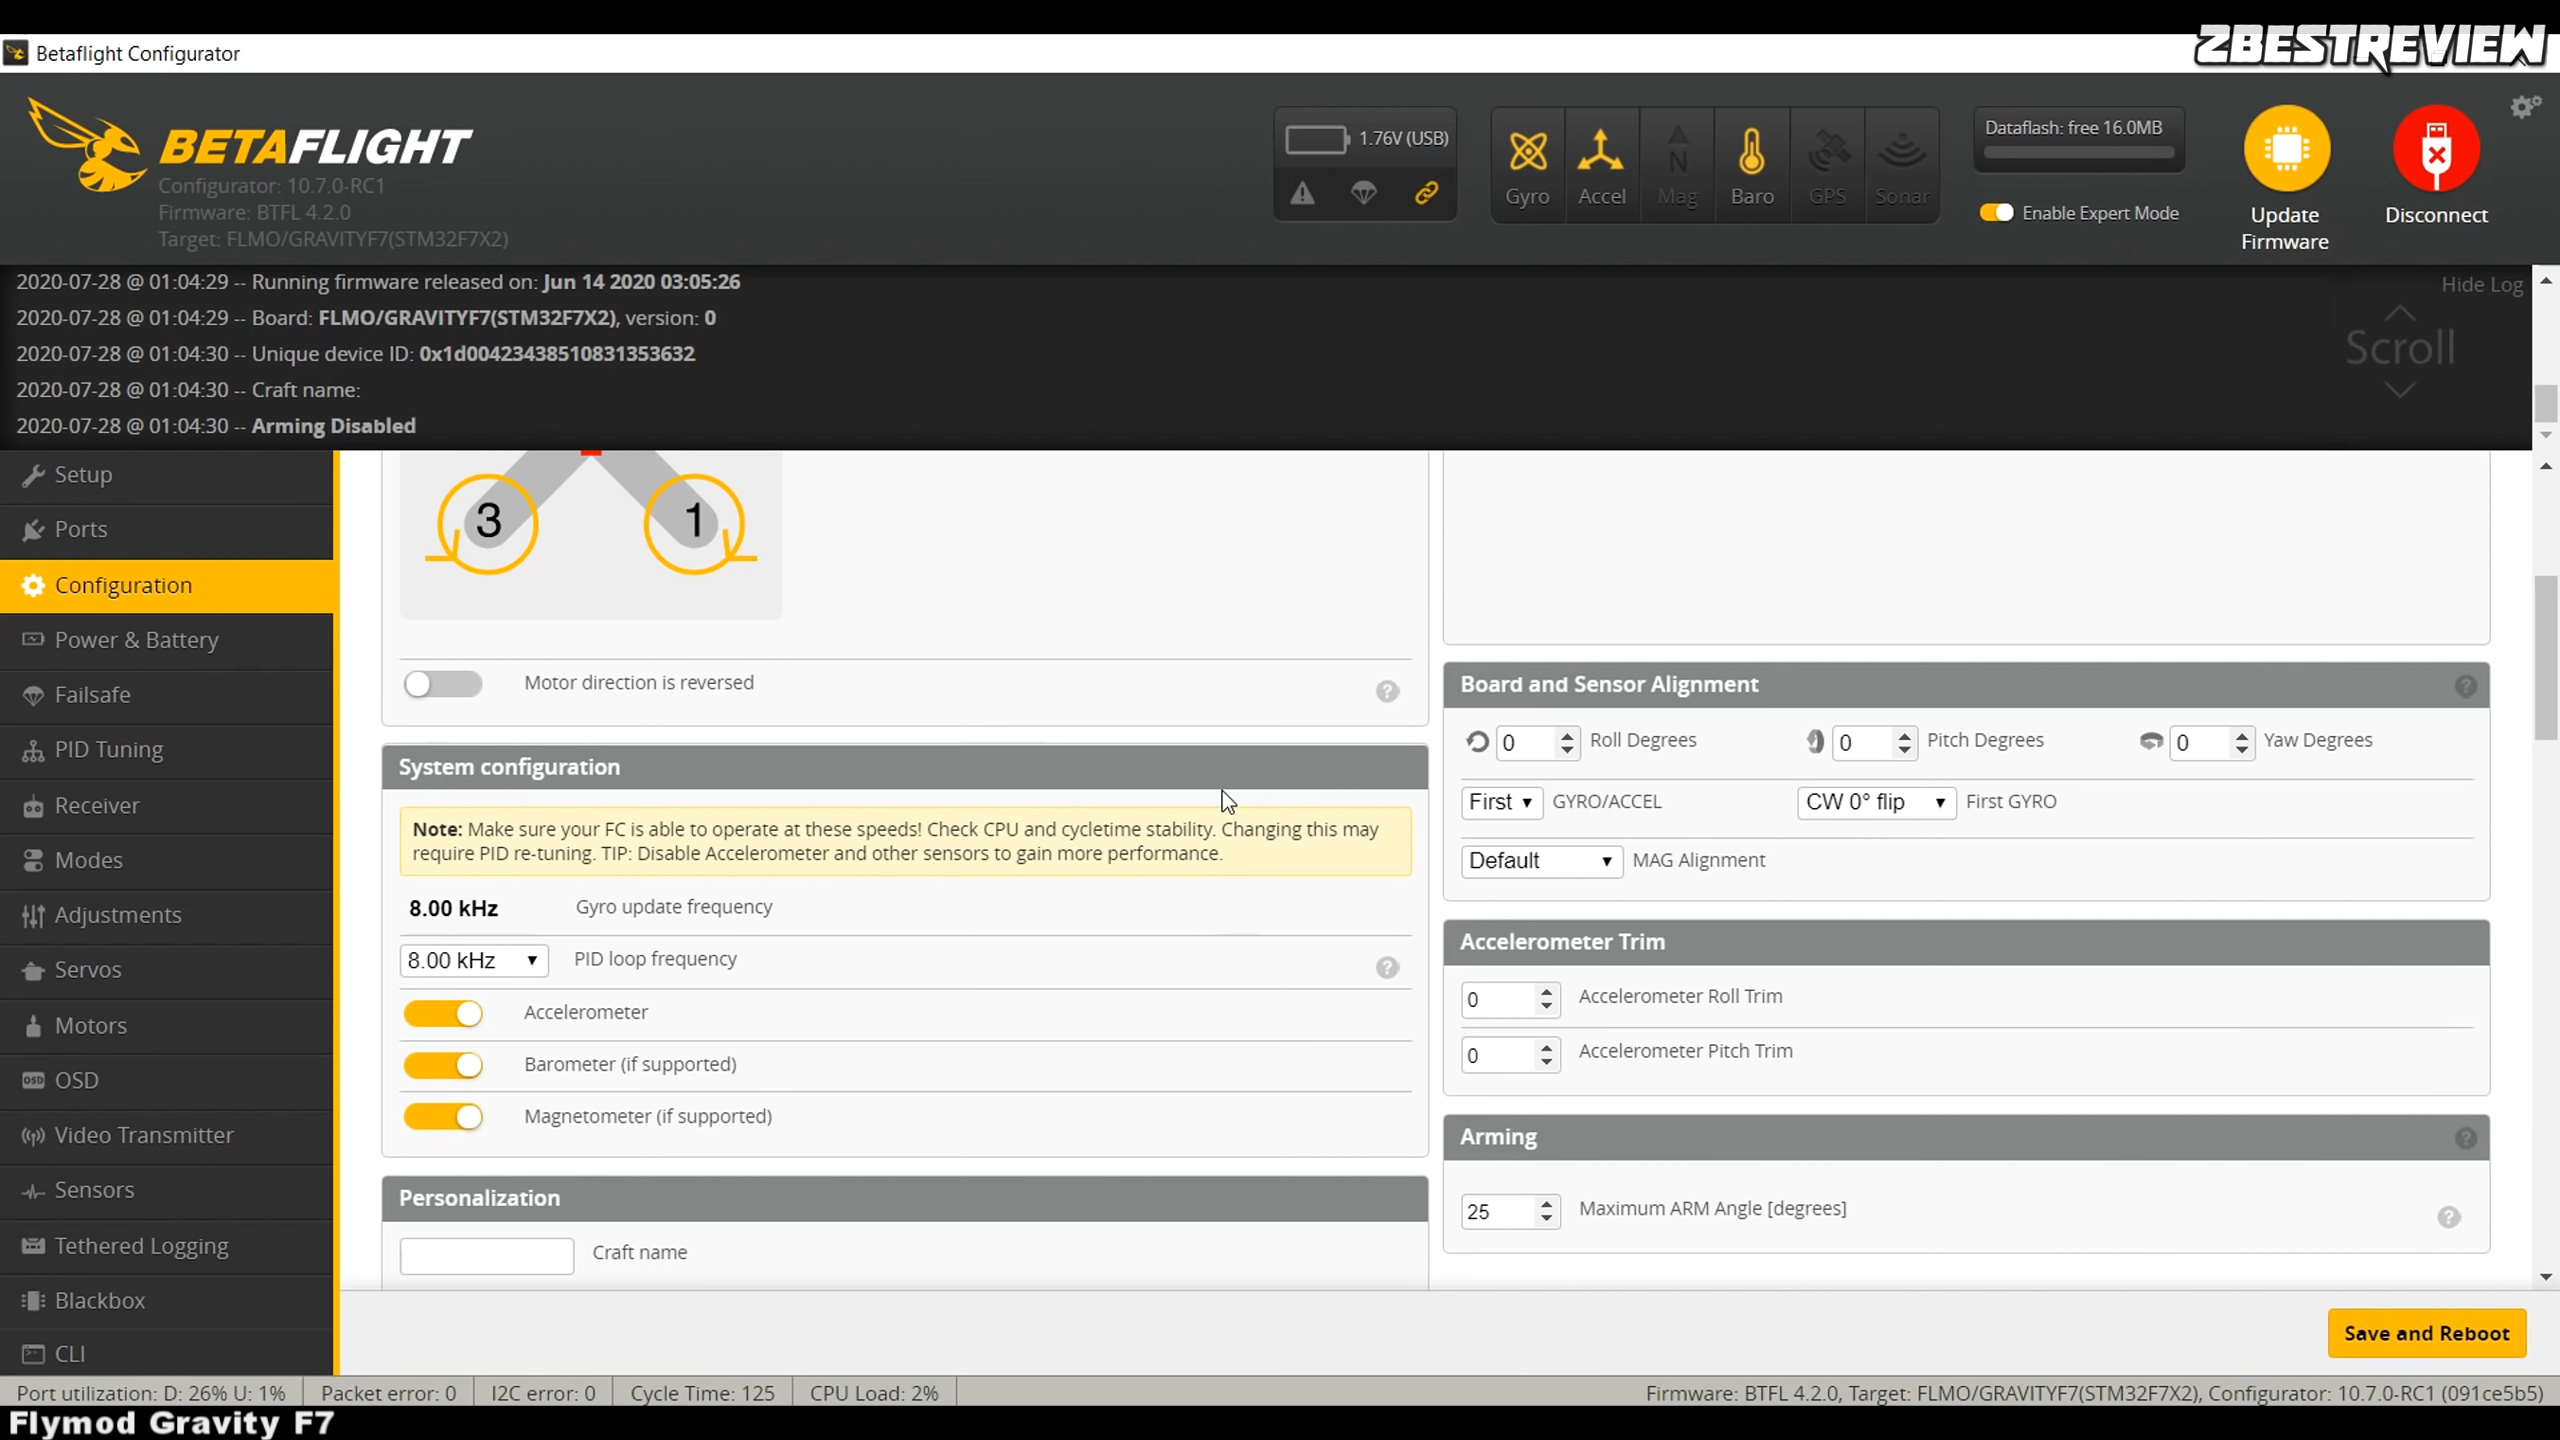 Betaflight Configurator
ZBESTREVIEW
BETAFLIGHT
Configurator: 10.7.0-RC1
Firmware: BTFL 4.2.0
Target: FLMO/GRAVITYF7(STM32F7X2)
1.76V (USB)
Gyro
Accel
N
Mag
Baro
GPS
Sonar
Dataflash: free 16.0MB
Enable Expert Mode
Update
Firmware
Disconnect
2020-07-28 @ 01:04:29 -- Running firmware released on: Jun 14 2020 03:05:26
2020-07-28 @ 01:04:29 -- Board: FLMO/GRAVITYF7(STM32F7X2), version: 0
2020-07-28 @ 01:04:30 -- Unique device ID: 0x1d00423438510831353632
2020-07-28 @ 01:04:30 -- Craft name:
2020-07-28 @ 01:04:30 -- Arming Disabled
Hide Log
Scroll
Setup
Ports
Configuration
Power & Battery
Failsafe
PID Tuning
Receiver
Modes
Adjustments
Servos
Motors
OSD OSD
Video Transmitter
Sensors
Tethered Logging
Blackbox
CLI
3 1
Motor direction is reversed ?
System configuration
Note: Make sure your FC is able to operate at these speeds! Check CPU and cycletime stability. Changing this may
require PID re-tuning. TIP: Disable Accelerometer and other sensors to gain more performance.
8.00 kHz Gyro update frequency
8.00 kHz PID loop frequency ?
Accelerometer
Barometer (if supported)
Magnetometer (if supported)
Personalization
Craft name
Board and Sensor Alignment ?
0 Roll Degrees 0 Pitch Degrees 0 Yaw Degrees
First GYRO/ACCEL CW 0° flip First GYRO
Default MAG Alignment
Accelerometer Trim
0 Accelerometer Roll Trim
0 Accelerometer Pitch Trim
Arming ?
25 Maximum ARM Angle [degrees] ?
Save and Reboot
Port utilization: D: 26% U: 1% Packet error: 0 I2C error: 0 Cycle Time: 125 CPU Load: 2% Firmware: BTFL 4.2.0, Target: FLMO/GRAVITYF7(STM32F7X2), Configurator: 10.7.0-RC1 (091ce5b5)
Flymod Gravity F7